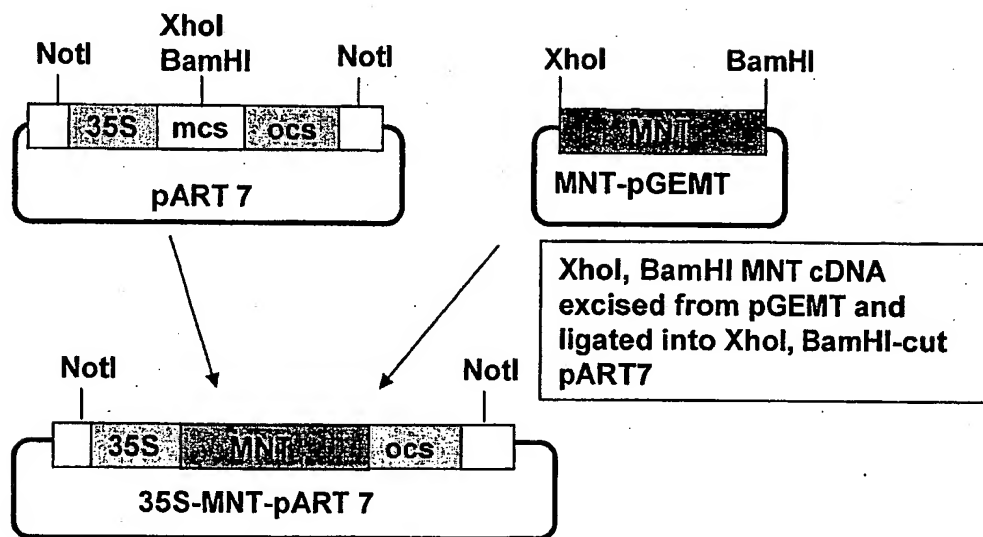 XhoI
NotI BamHI NotI
35S mcs ocs
pART 7
XhoI BamHI
MNT
MNT-pGEMT
XhoI, BamHI MNT cDNA
excised from pGEMT and
ligated into XhoI, BamHI-cut
pART7
NotI NotI
35S MNT ocs
35S-MNT-pART 7